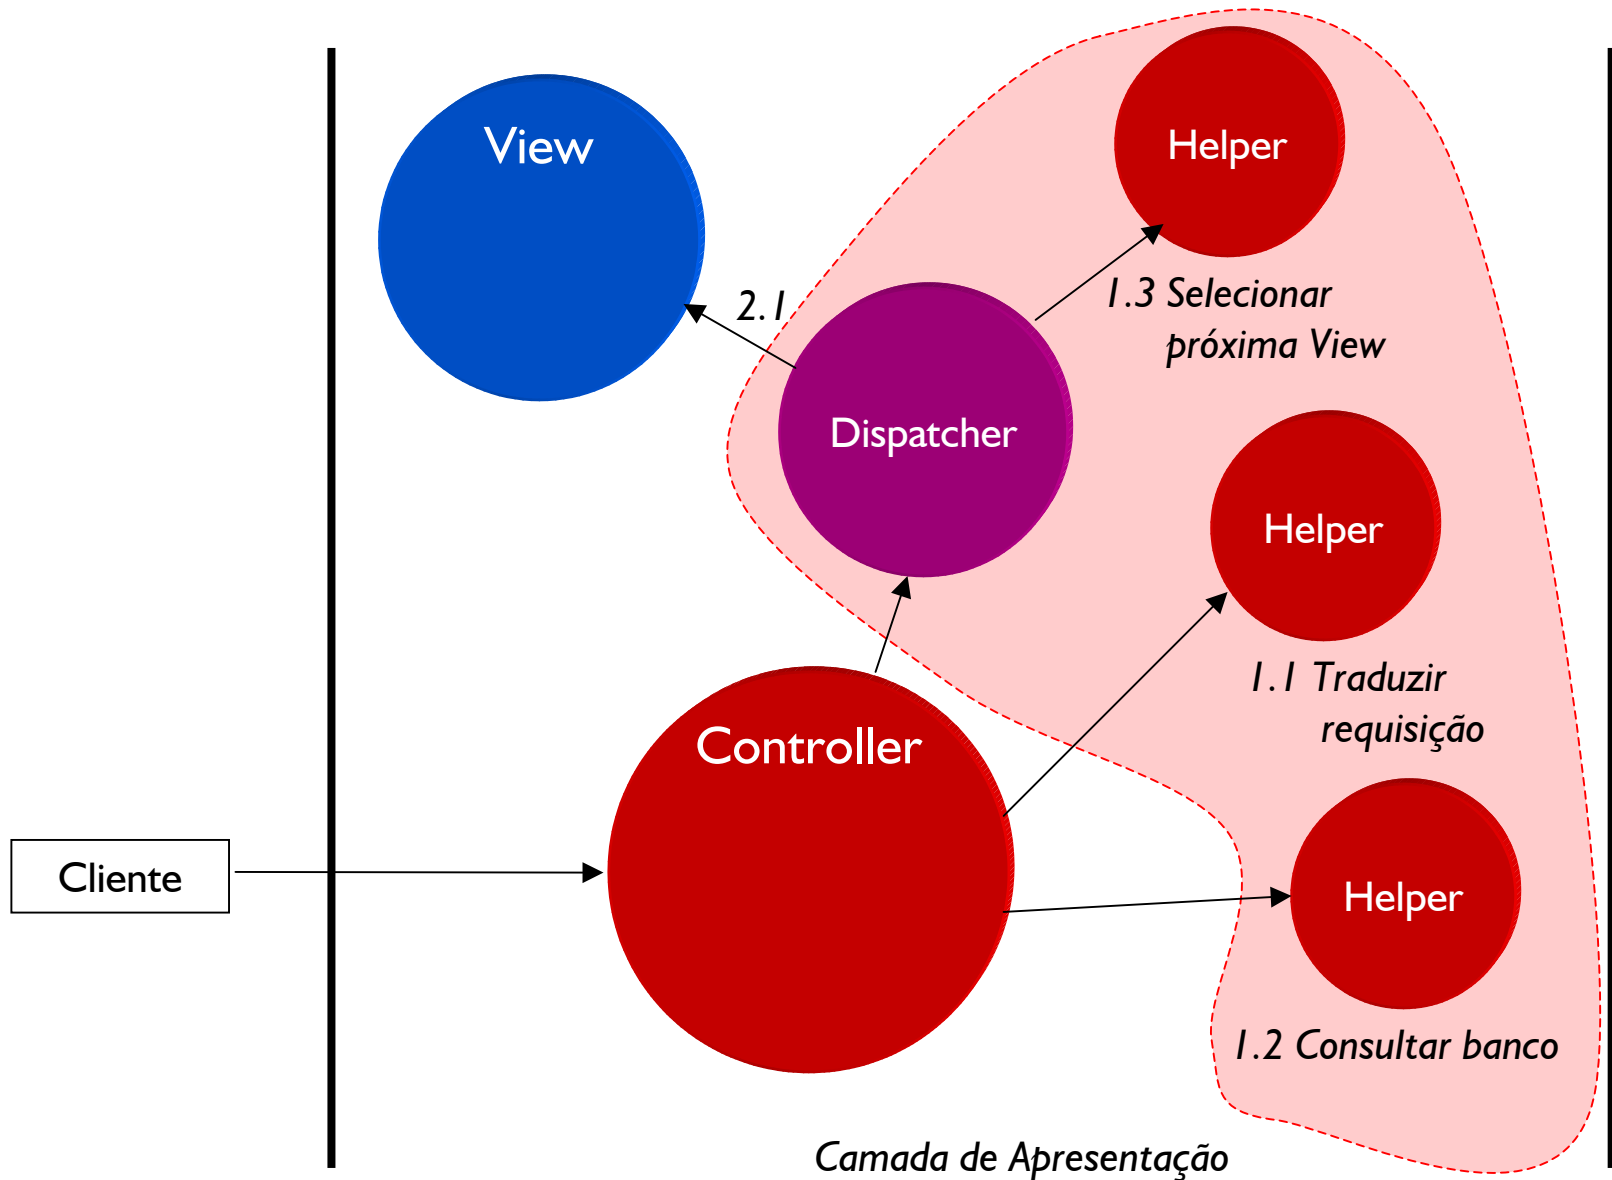 View
Helper
2.1
1.3 Selecionar
próxima View
Dispatcher
Helper
1.1 Traduzir
requisição
Controller
Cliente
Helper
1.2 Consultar banco
Camada de Apresentação